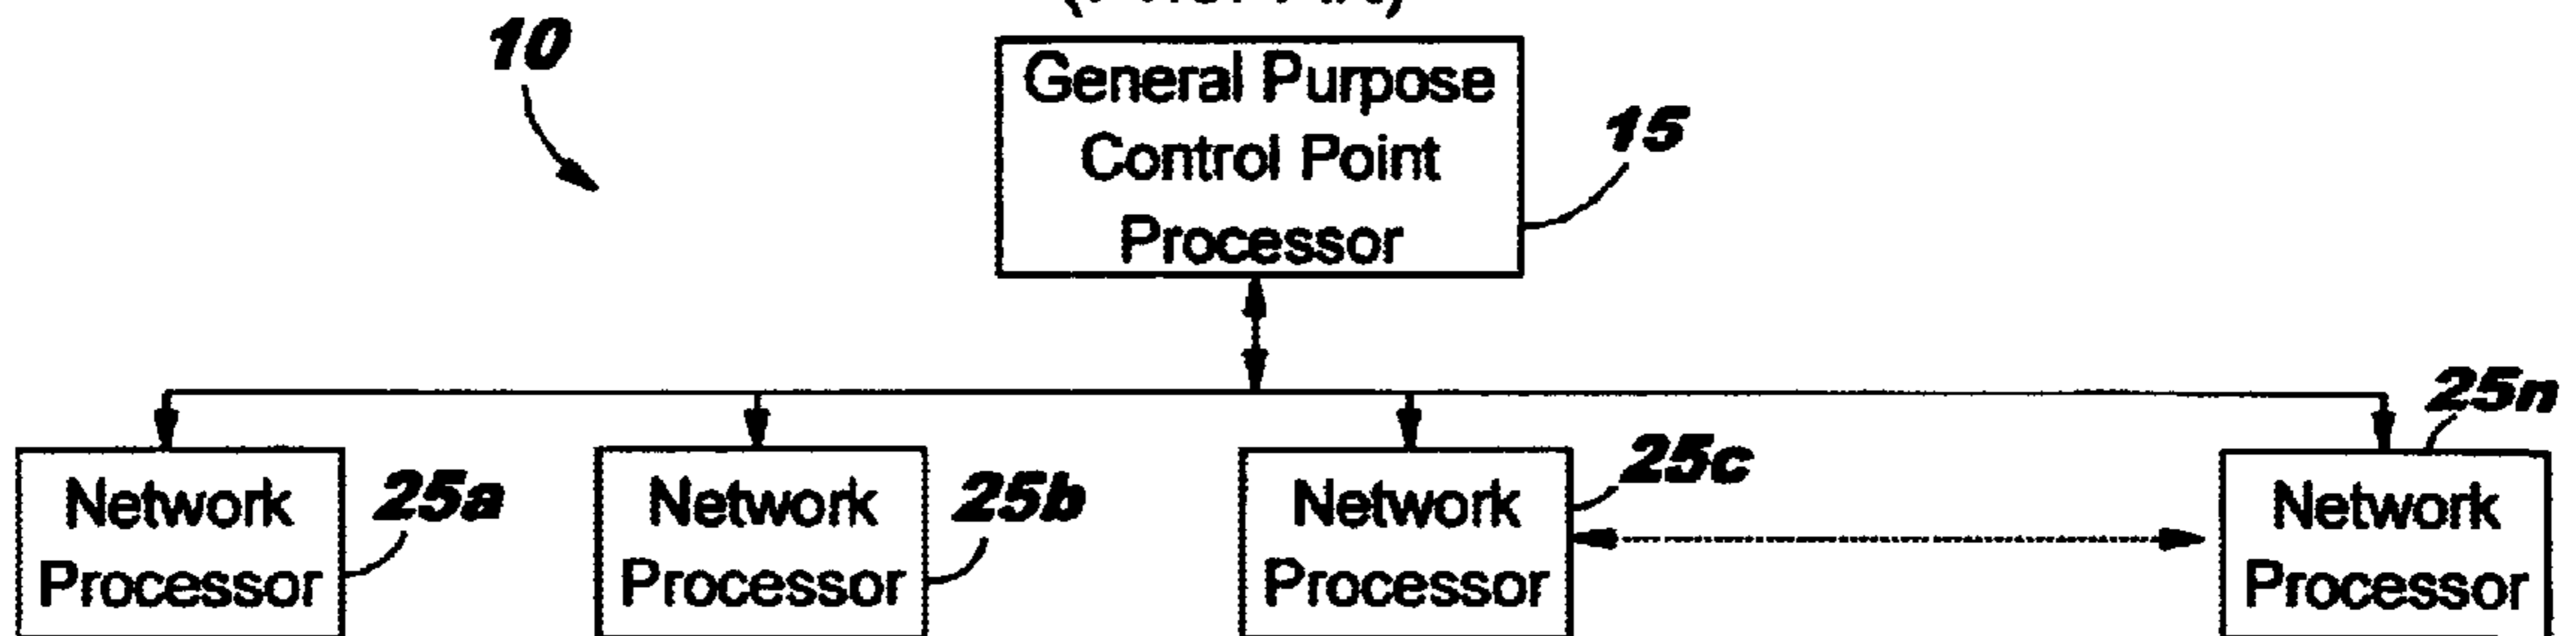 10
General Purpose
Control Point
Processor
15
25n
Network
Processor
25a
Network
Processor
25b
Network
Processor
25c
Network
Processor